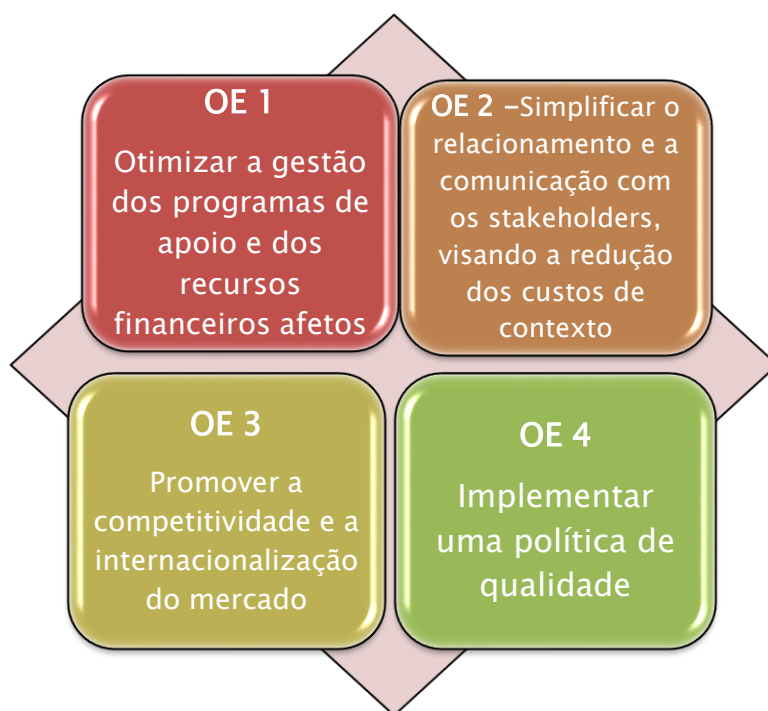 OE 1
Otimizar a gestão
dos programas de
apoio e dos
recursos
financeiros afetos
OE 2 –Simplificar o
relacionamento e a
comunicação com
os stakeholders,
visando a redução
dos custos de
contexto
OE 3
Promover a
competitividade e a
internacionalização
do mercado
OE 4
Implementar
uma política de
qualidade